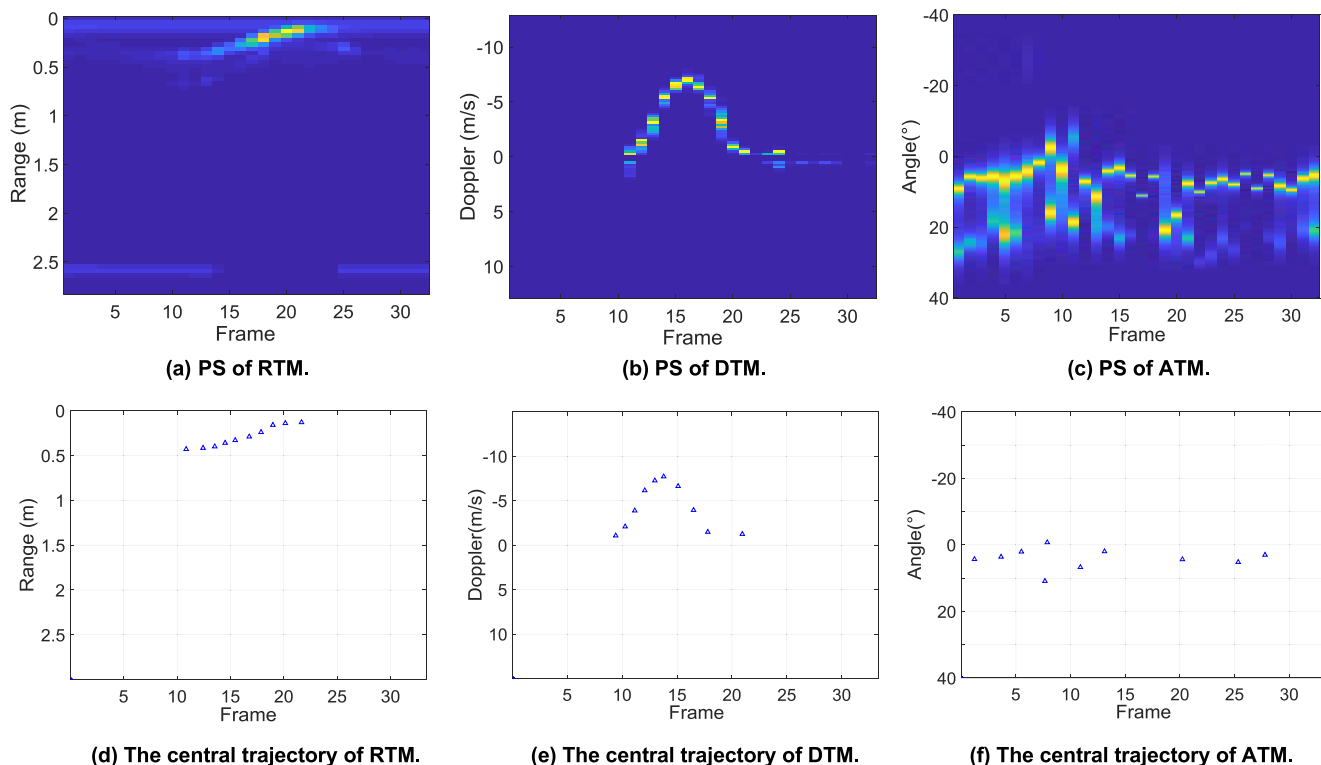 0
0.5
1
1.5
2
2.5
Range (m)
5 10 15 20 25 30
Frame
(a) PS of RTM.
-10
-5
0
5
10
Doppler (m/s)
5 10 15 20 25 30
Frame
(b) PS of DTM.
-40
-20
0
20
40
Angle(°)
5 10 15 20 25 30
Frame
(c) PS of ATM.
0
0.5
1
1.5
2
2.5
Range (m)
5 10 15 20 25 30
Frame
(d) The central trajectory of RTM.
-10
-5
0
5
10
Doppler(m/s)
5 10 15 20 25 30
Frame
(e) The central trajectory of DTM.
-40
-20
0
20
40
Angle(°)
5 10 15 20 25 30
Frame
(f) The central trajectory of ATM.